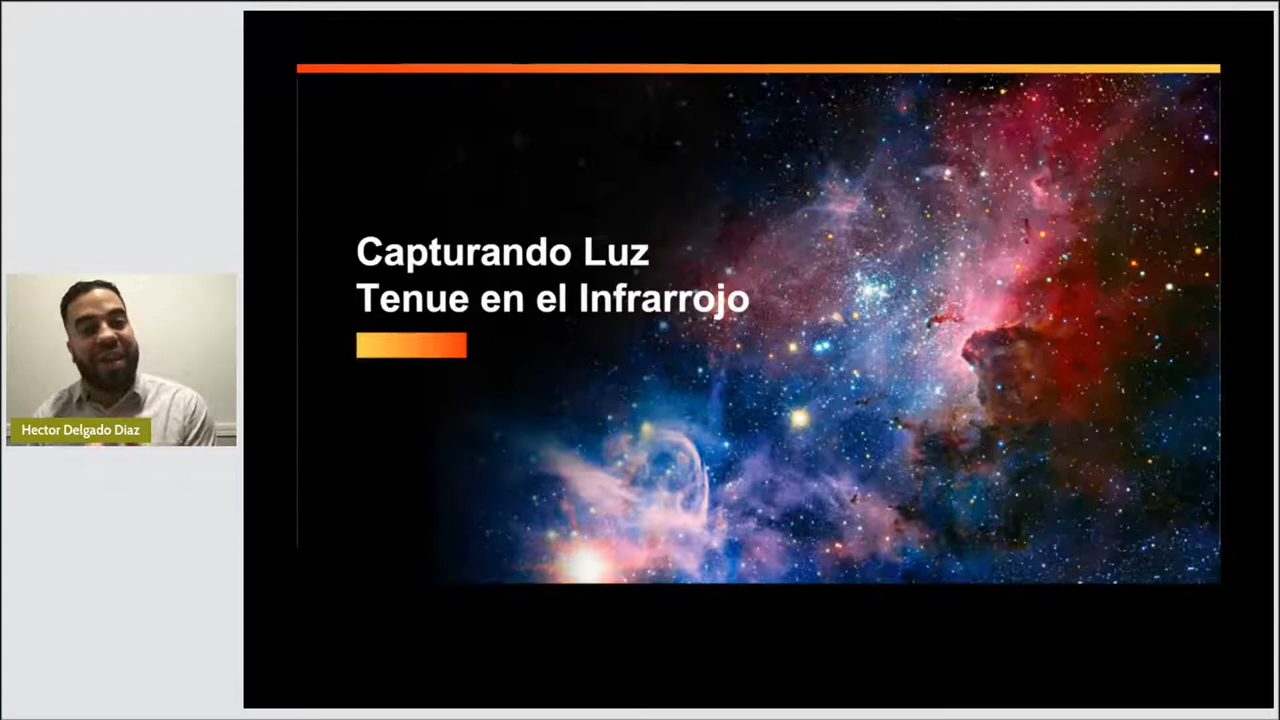 Capturando Luz
Tenue en el Infrarrojo
Hector Delgado Diaz